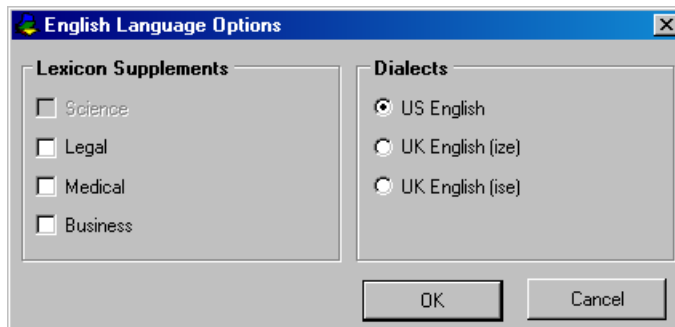 English Language Options
Lexicon Supplements
Science
Legal
Medical
Business
Dialects
US English
UK English (ize)
UK English (ise)
OK
Cancel